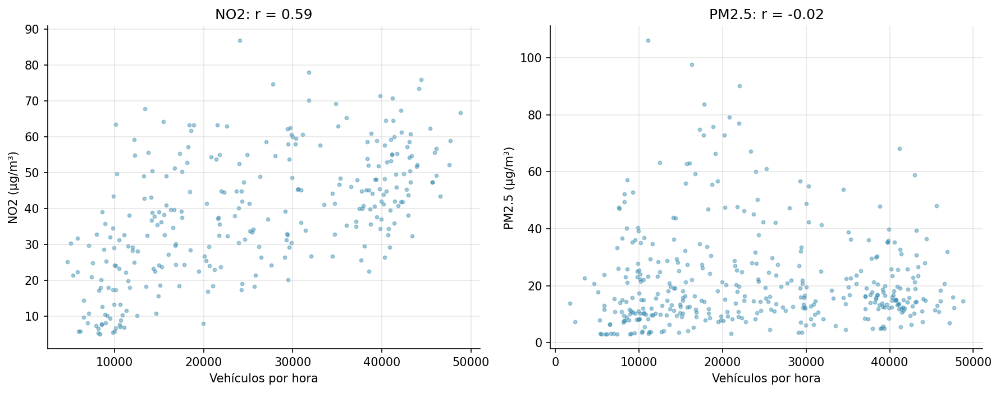 NO2: r = 0.59
90
80
70
60
50
40
30
20
10
NO2 (µg/m³)
10000 20000 30000 40000 50000
Vehículos por hora
PM2.5: r = -0.02
100
80
60
40
20
0
PM2.5 (µg/m³)
0 10000 20000 30000 40000 50000
Vehículos por hora